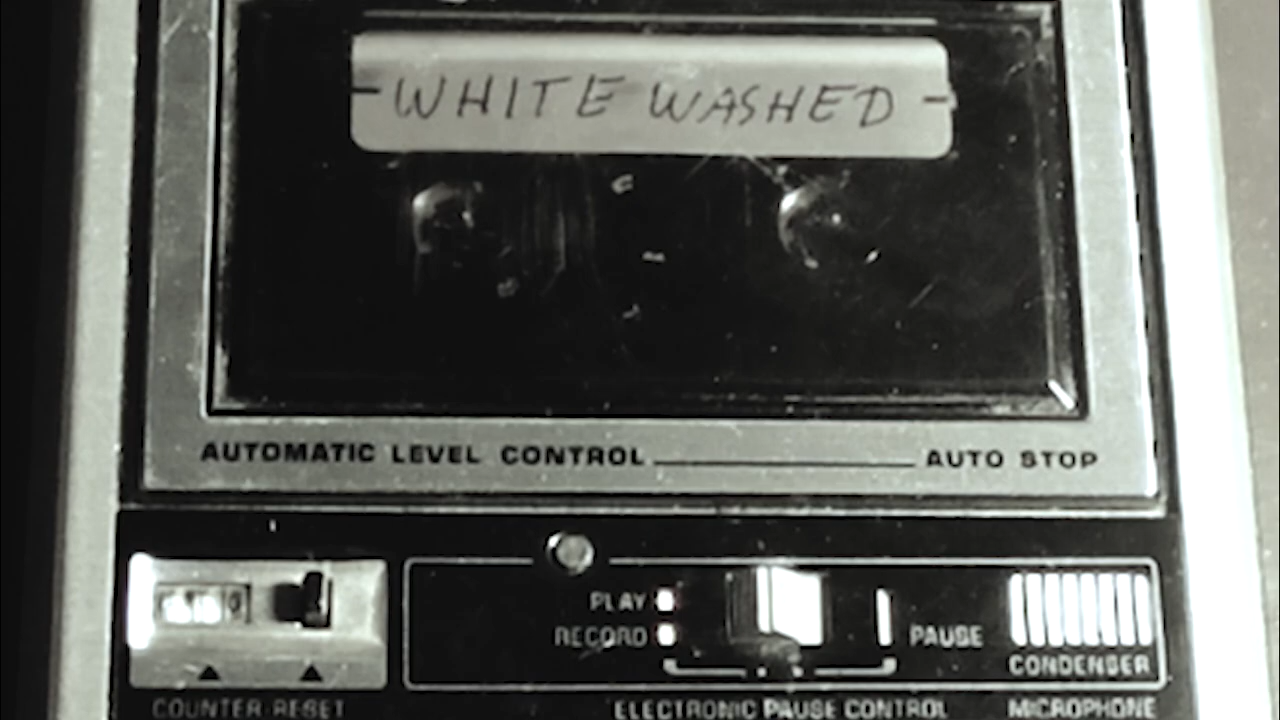 -WHITE WASHED-
AUTOMATIC LEVEL CONTROL AUTO STOP
PLAY
RECORD
PAUSE
CONDENSER
COUNTER RESET
ELECTRONIC PAUSE CONTROL
MICROPHONE